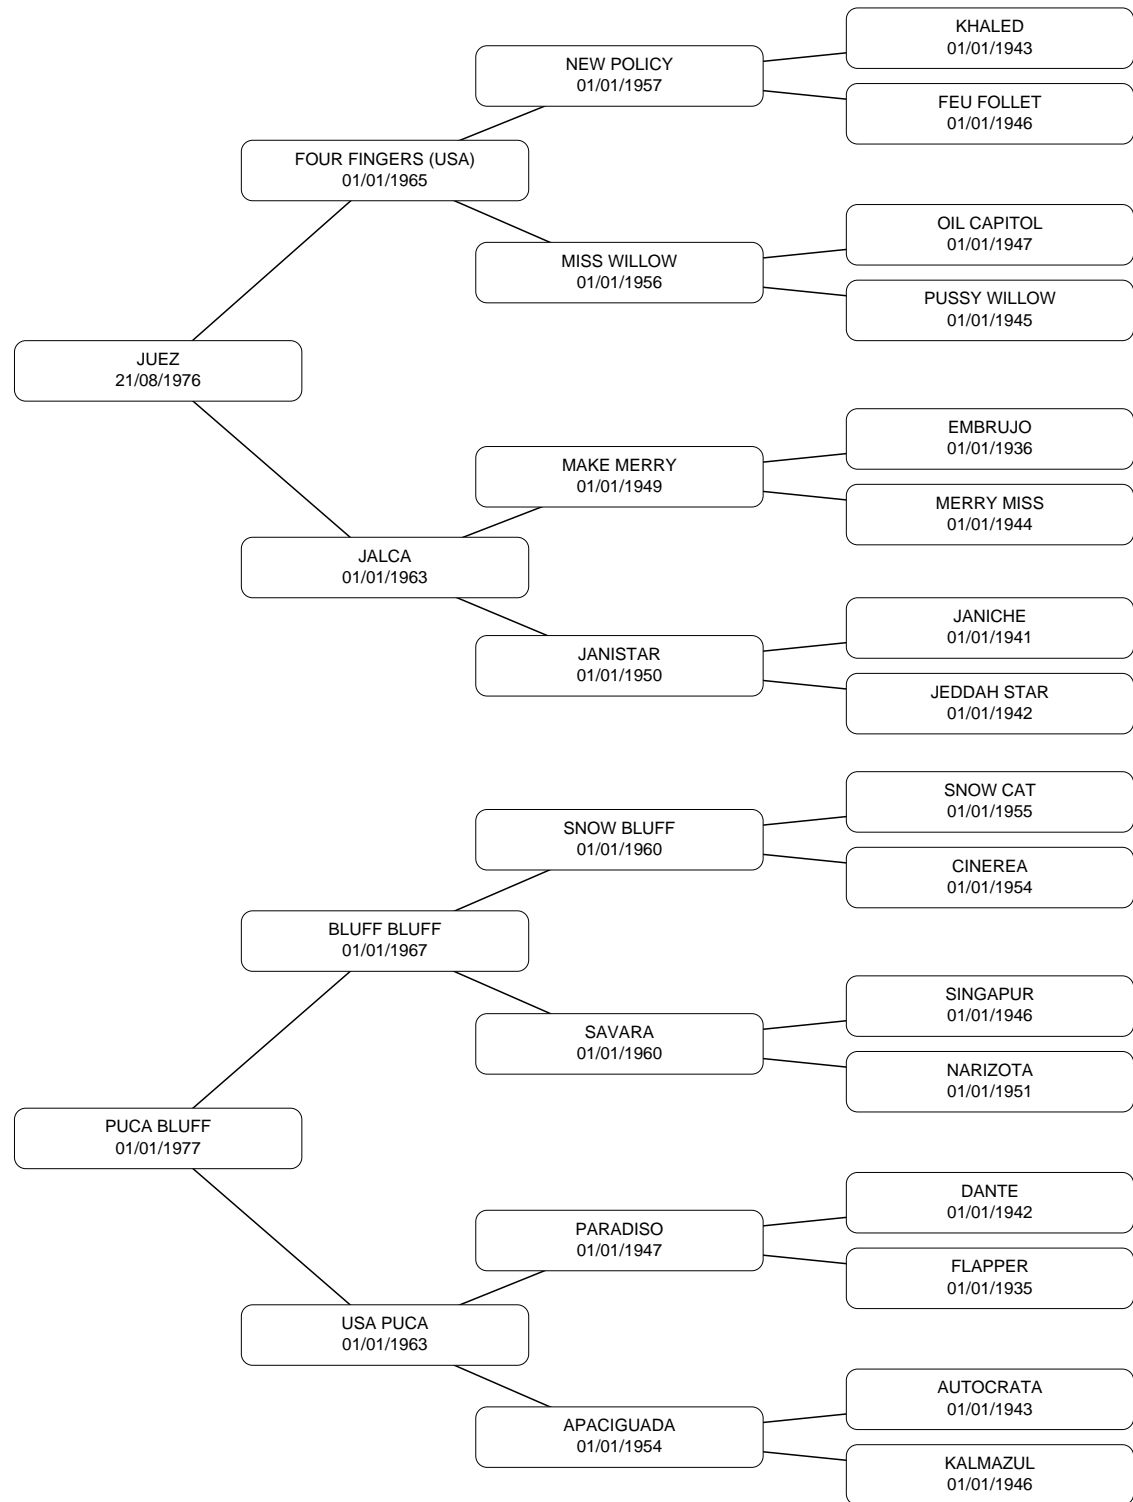 KHALED
01/01/1943
NEW POLICY
01/01/1957
FEU FOLLET
01/01/1946
FOUR FINGERS (USA)
01/01/1965
OIL CAPITOL
01/01/1947
MISS WILLOW
01/01/1956
PUSSY WILLOW
01/01/1945
JUEZ
21/08/1976
EMBRUJO
01/01/1936
MAKE MERRY
01/01/1949
MERRY MISS
01/01/1944
JALCA
01/01/1963
JANICHE
01/01/1941
JANISTAR
01/01/1950
JEDDAH STAR
01/01/1942
SNOW CAT
01/01/1955
SNOW BLUFF
01/01/1960
CINEREA
01/01/1954
BLUFF BLUFF
01/01/1967
SINGAPUR
01/01/1946
SAVARA
01/01/1960
NARIZOTA
01/01/1951
PUCA BLUFF
01/01/1977
DANTE
01/01/1942
PARADISO
01/01/1947
FLAPPER
01/01/1935
USA PUCA
01/01/1963
AUTOCRATA
01/01/1943
APACIGUADA
01/01/1954
KALMAZUL
01/01/1946